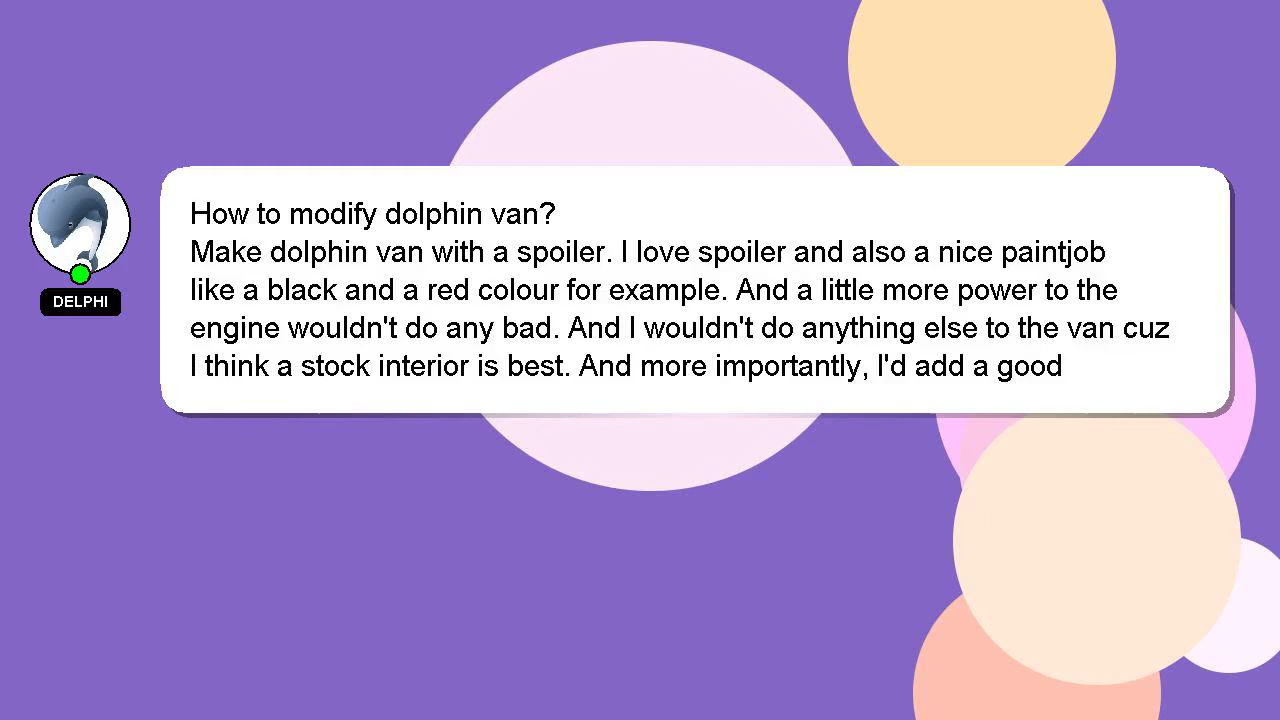 How to modify dolphin van?
Make dolphin van with a spoiler. I love spoiler and also a nice paintjob
like a black and a red colour for example. And a little more power to the
engine wouldn't do any bad. And I wouldn't do anything else to the van cuz
I think a stock interior is best. And more importantly, I'd add a good
DELPHI